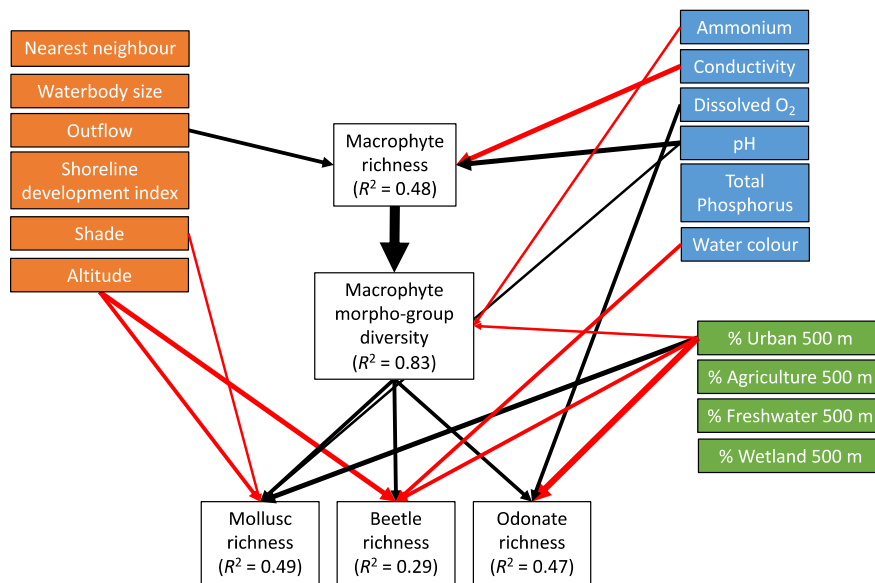 Nearest neighbour
Waterbody size
Outflow
Shoreline
development index
Shade
Altitude
Macrophyte
richness
(R² = 0.48)
Macrophyte
morpho-group
diversity
(R² = 0.83)
Mollusc
richness
(R² = 0.49)
Beetle
richness
(R² = 0.29)
Odonate
richness
(R² = 0.47)
Ammonium
Conductivity
Dissolved O₂
pH
Total
Phosphorus
Water colour
% Urban 500 m
% Agriculture 500 m
% Freshwater 500 m
% Wetland 500 m